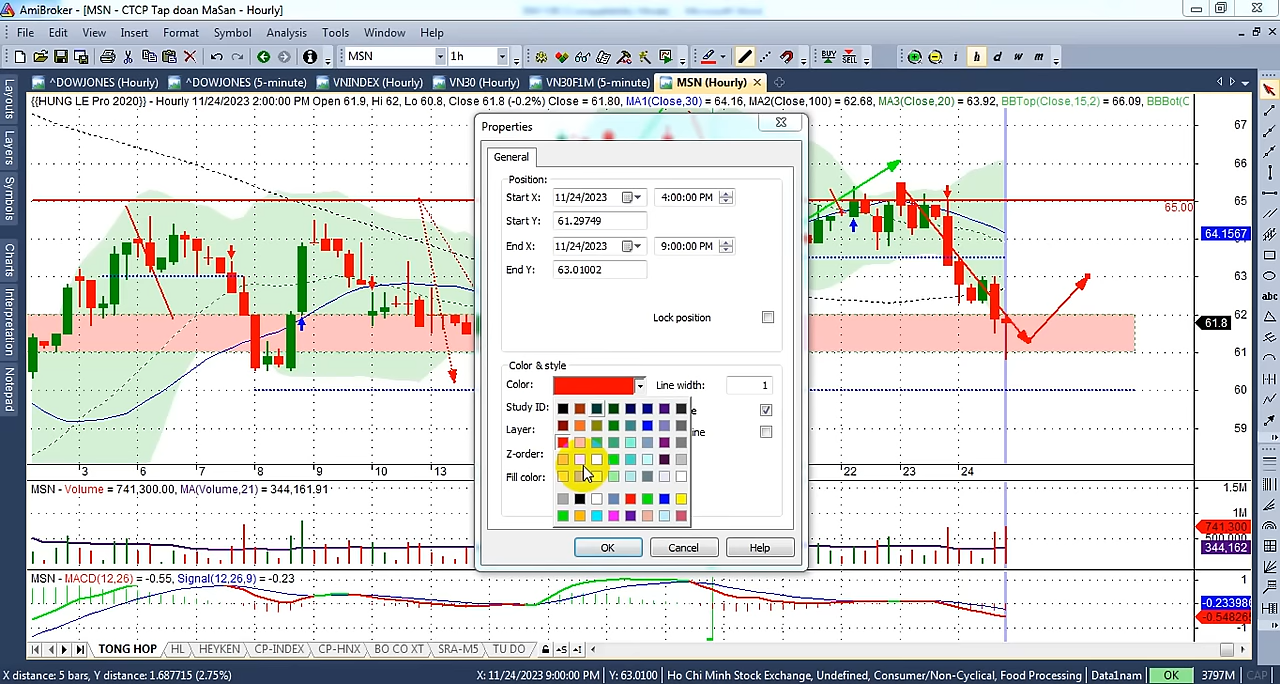 AmiBroker - [MSN - CTCP Tap doan MaSan - Hourly]
File Edit View Insert Format Symbol Analysis Tools Window Help
MSN 1h BUY SELL i h d w m
^DOWJONES (Hourly) ^DOWJONES (5-minute) VNINDEX (Hourly) VN30 (Hourly) VN30F1M (5-minute) MSN (Hourly)
{{HUNG LE Pro 2020}} - Hourly 11/24/2023 2:00:00 PM Open 61.9, Hi 62, Lo 60.8, Close 61.8 (-0.2%) Close = 61.80, MA1(Close,30) = 64.16, MA2(Close,100) = 62.68, MA3(Close,20) = 63.92, BBTop(Close,15,2) = 66.09, BBBot(C
Layouts
Layers
Symbols
Charts
Interpretation
Notepad
Properties
General
Position:
Start X: 11/24/2023 4:00:00 PM
Start Y: 61.29749
End X: 11/24/2023 9:00:00 PM
End Y: 63.01002
Lock position
Color & style
Color: Line width: 1
Study ID:
Layer:
Z-order:
Fill color:
OK Cancel Help
67
66
65
65.00
64.1567
63
62
61.8
61
60
59
abc
3 6 7 8 9 10 13 22 23 24
MSN - Volume = 741,300.00, MA(Volume,21) = 344,161.91
1.5M
1M
741,300
500,000
344,162
MSN - MACD(12,26) = -0.55, Signal(12,26,9) = -0.23
1
-0.233986
-0.54826
-1
TONG HOP HL HEYKEN CP-INDEX CP-HNX BO CO XT SRA-M5 TU DO
X distance: 5 bars, Y distance: 1.687715 (2.75%) X: 11/24/2023 9:00:00 PM Y: 63.0100 Ho Chi Minh Stock Exchange, Undefined, Consumer/Non-Cyclical, Food Processing Data1nam OK 3797M CAP